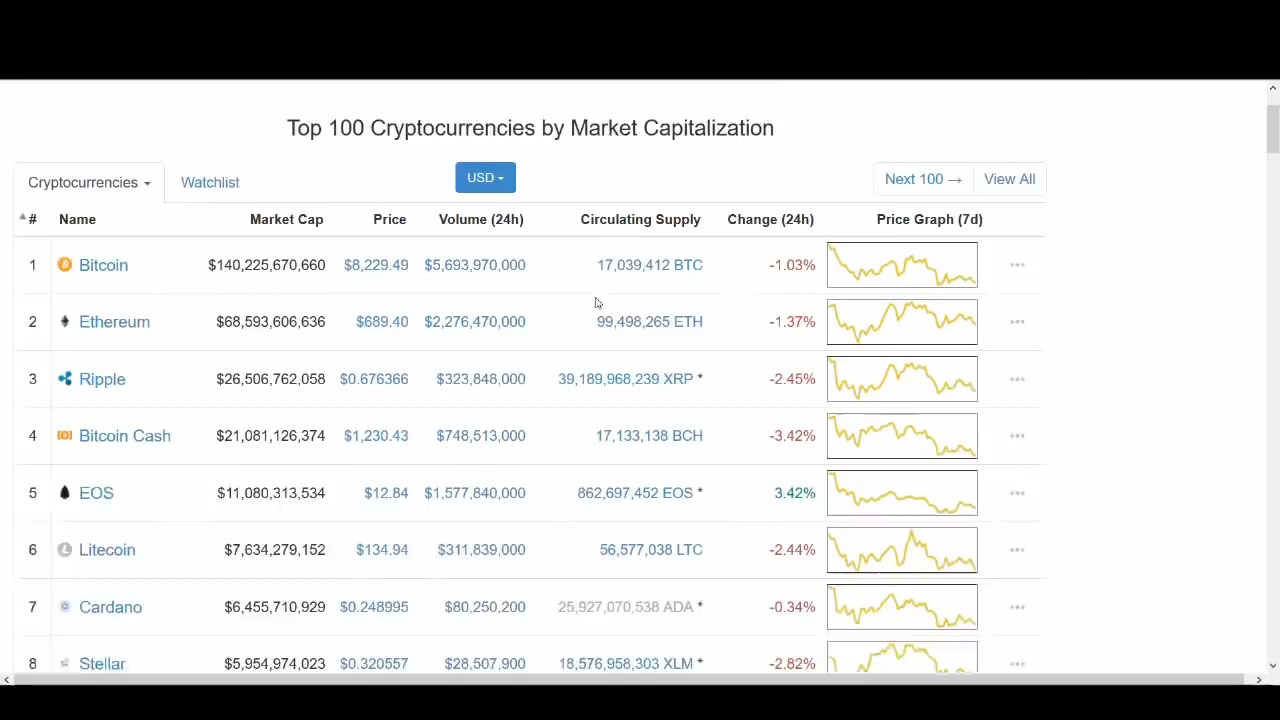 Top 100 Cryptocurrencies by Market Capitalization
Cryptocurrencies Watchlist USD Next 100 → View All
# Name Market Cap Price Volume (24h) Circulating Supply Change (24h) Price Graph (7d)
1 Bitcoin $140,225,670,660 $8,229.49 $5,693,970,000 17,039,412 BTC -1.03%
2 Ethereum $68,593,606,636 $689.40 $2,276,470,000 99,498,265 ETH -1.37%
3 Ripple $26,506,762,058 $0.676366 $323,848,000 39,189,968,239 XRP * -2.45%
4 Bitcoin Cash $21,081,126,374 $1,230.43 $748,513,000 17,133,138 BCH -3.42%
5 EOS $11,080,313,534 $12.84 $1,577,840,000 862,697,452 EOS * 3.42%
6 Litecoin $7,634,279,152 $134.94 $311,839,000 56,577,038 LTC -2.44%
7 Cardano $6,455,710,929 $0.248995 $80,250,200 25,927,070,538 ADA * -0.34%
8 Stellar $5,954,974,023 $0.320557 $28,507,900 18,576,958,303 XLM * -2.82%